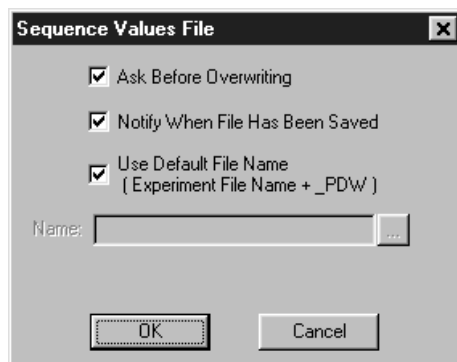 Sequence Values File
Ask Before Overwriting
Notify When File Has Been Saved
Use Default File Name
( Experiment File Name + _PDW )
Name:
...
OK
Cancel